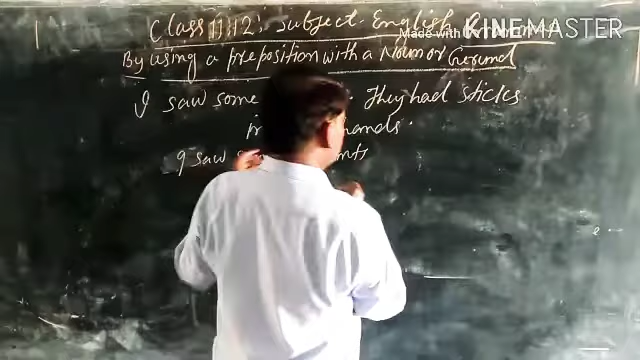 Class 11, 12: Subject-English
Made with KINEMASTER
By using a preposition with a Noun or Gerund
I saw some They had sticks
hands.
I saw